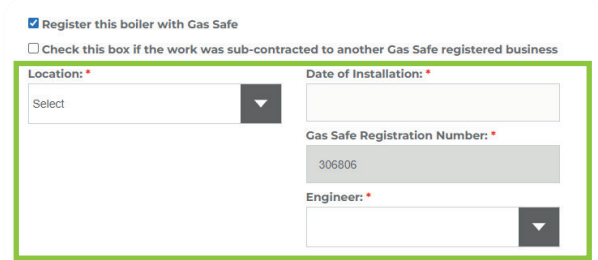 Register this boiler with Gas Safe
Check this box if the work was sub-contracted to another Gas Safe registered business
Location: *
Select
Date of Installation: *
Gas Safe Registration Number: *
306806
Engineer: *